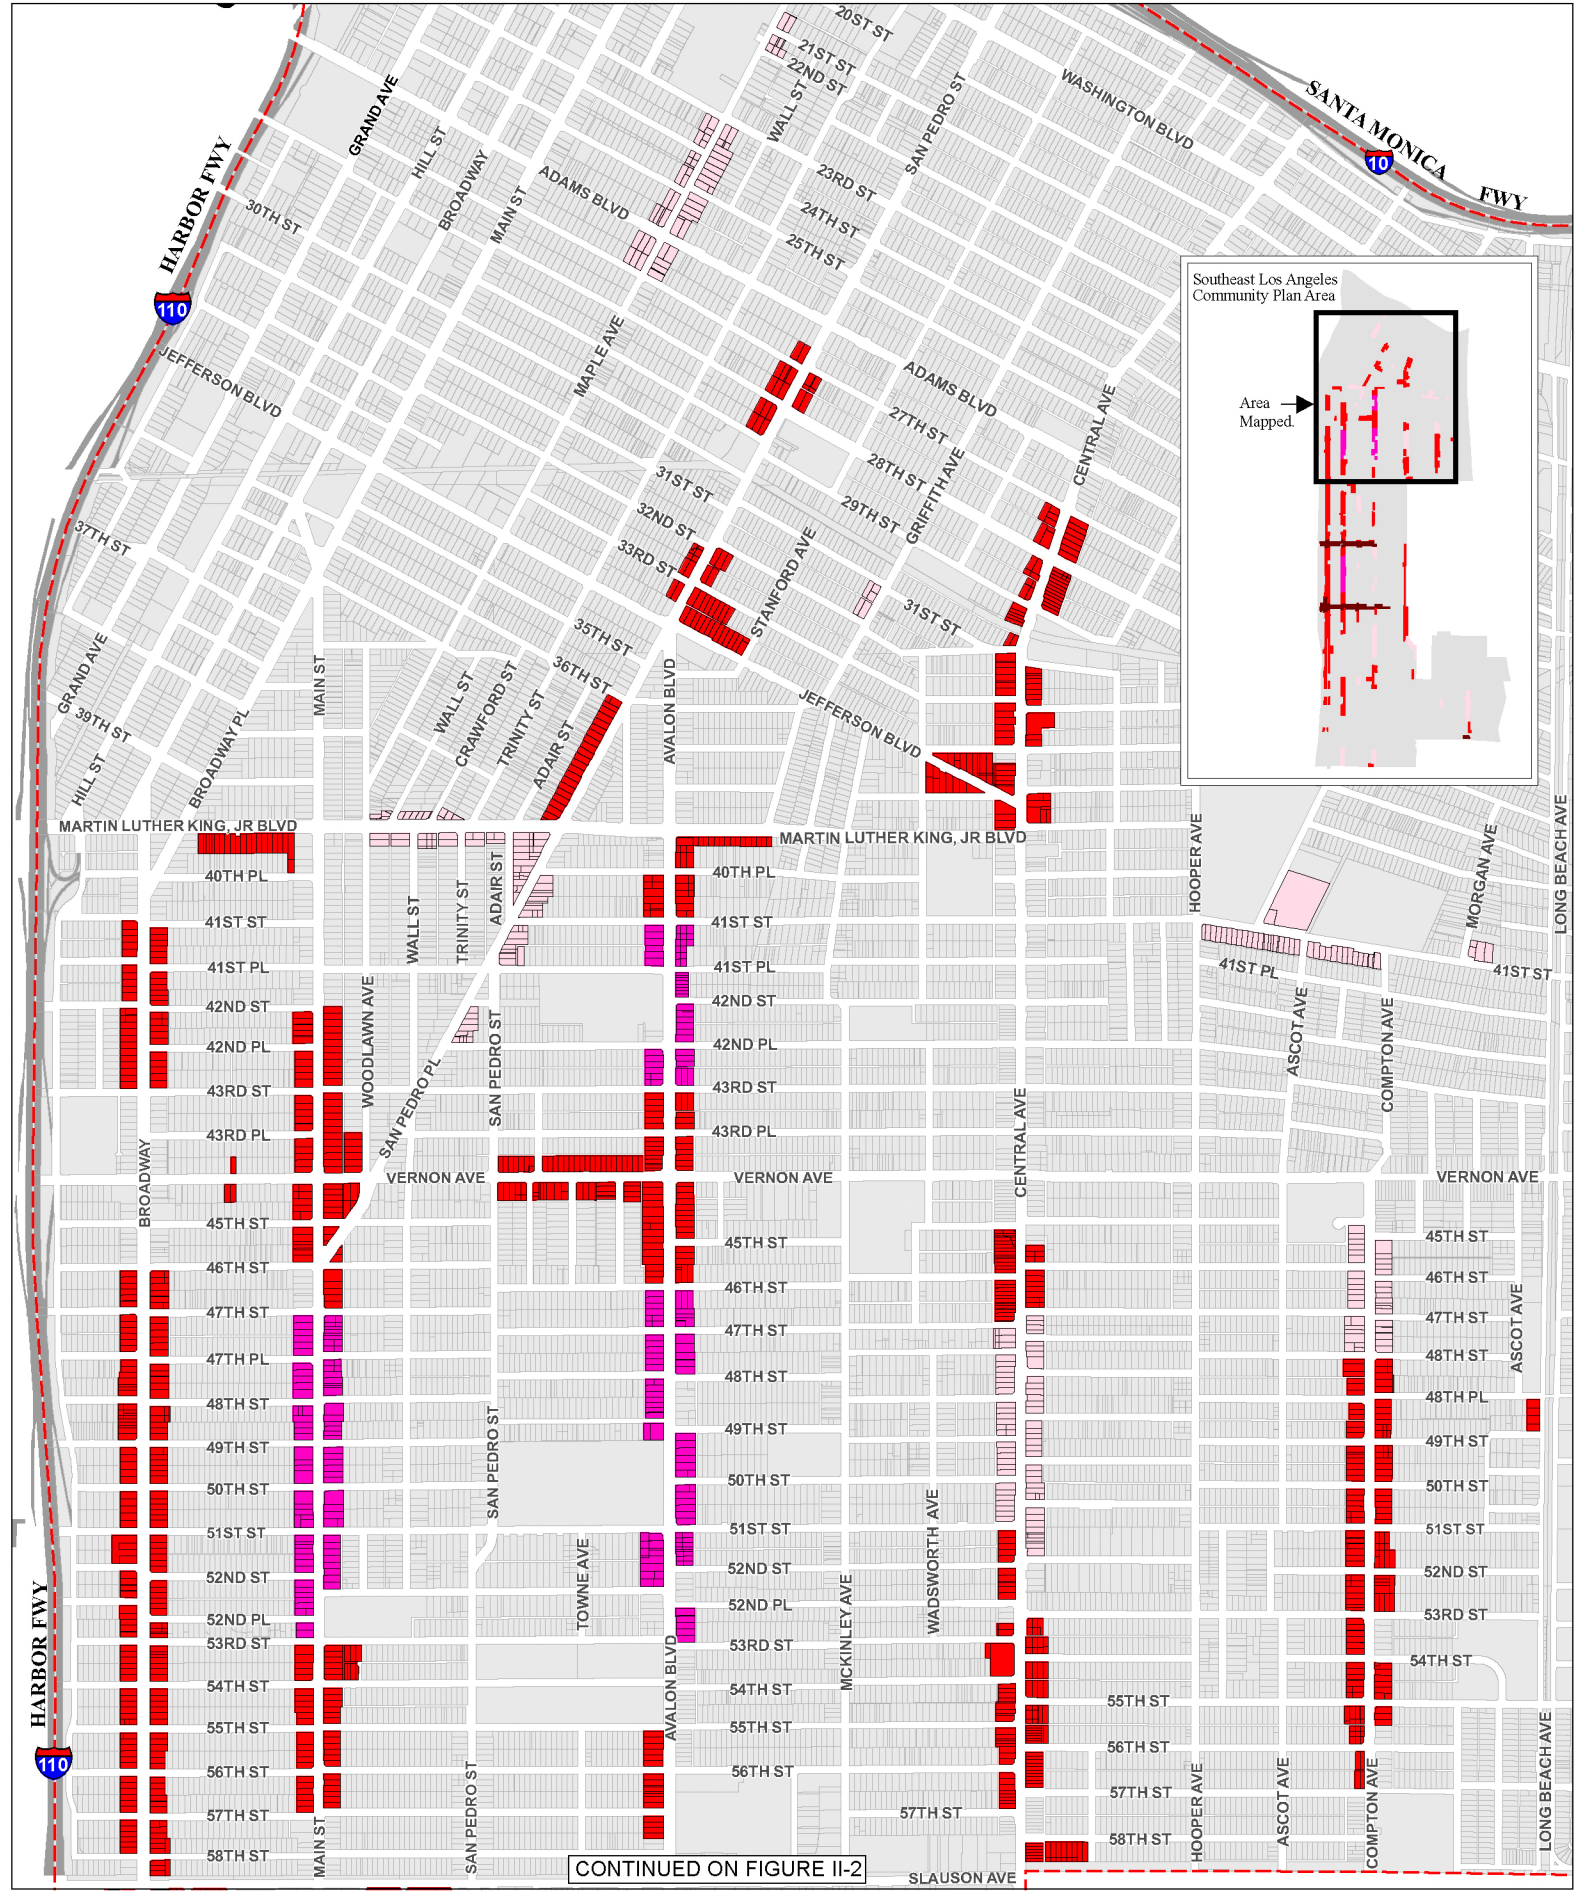 20ST ST
21ST ST
22ND ST
WALL ST
SAN PEDRO ST
WASHINGTON BLVD
SANTA MONICA
FWY
10
GRAND AVE
HILL ST
BROADWAY
MAIN ST
HARBOR FWY
30TH ST
ADAMS BLVD
23RD ST
24TH ST
25TH ST
110
JEFFERSON BLVD
MAPLE AVE
ADAMS BLVD
27TH ST
CENTRAL AVE
28TH ST
GRIFFITH AVE
29TH ST
31ST ST
32ND ST
33RD ST
STANFORD AVE
31ST ST
37TH ST
35TH ST
36TH ST
Southeast Los Angeles
Community Plan Area
Area
Mapped.
GRAND AVE
39TH ST
HILL ST
BROADWAY PL
MAIN ST
WALL ST
CRAWFORD ST
TRINITY ST
ADAIR ST
AVALON BLVD
JEFFERSON BLVD
MARTIN LUTHER KING, JR BLVD
MARTIN LUTHER KING, JR BLVD
HOOPER AVE
MORGAN AVE
LONG BEACH AVE
40TH PL
40TH PL
WALL ST
TRINITY ST
ADAIR ST
41ST ST
41ST ST
41ST PL
41ST PL
41ST PL
41ST ST
42ND ST
42ND ST
WOODLAWN AVE
SAN PEDRO ST
ASCOT AVE
COMPTON AVE
42ND PL
42ND PL
43RD ST
43RD ST
SAN PEDRO PL
CENTRAL AVE
43RD PL
43RD PL
BROADWAY
VERNON AVE
VERNON AVE
VERNON AVE
45TH ST
45TH ST
45TH ST
46TH ST
46TH ST
46TH ST
47TH ST
47TH ST
47TH ST
ASCOT AVE
47TH PL
48TH ST
48TH ST
48TH ST
48TH PL
49TH ST
49TH ST
49TH ST
SAN PEDRO ST
50TH ST
50TH ST
50TH ST
51ST ST
51ST ST
51ST ST
WADSWORTH AVE
TOWNE AVE
52ND ST
52ND ST
52ND ST
52ND PL
52ND PL
53RD ST
53RD ST
53RD ST
MCKINLEY AVE
HARBOR FWY
AVALON BLVD
54TH ST
54TH ST
54TH ST
55TH ST
55TH ST
55TH ST
110
56TH ST
56TH ST
56TH ST
57TH ST
57TH ST
57TH ST
58TH ST
58TH ST
MAIN ST
SAN PEDRO ST
HOOPER AVE
ASCOT AVE
COMPTON AVE
LONG BEACH AVE
CONTINUED ON FIGURE II-2
SLAUSON AVE